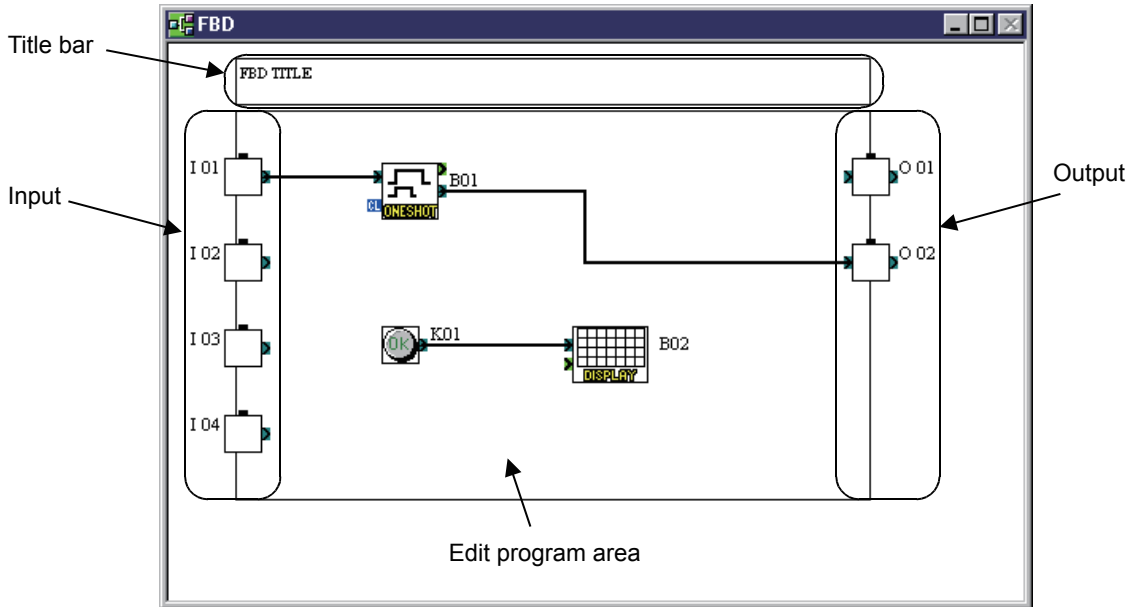 FBD
Title bar
FBD TITLE
I 01
B01
O 01
Output
CL
ONESHOT
Input
I 02
O 02
I 03
OK
K01
B02
DISPLAY
I 04
Edit program area